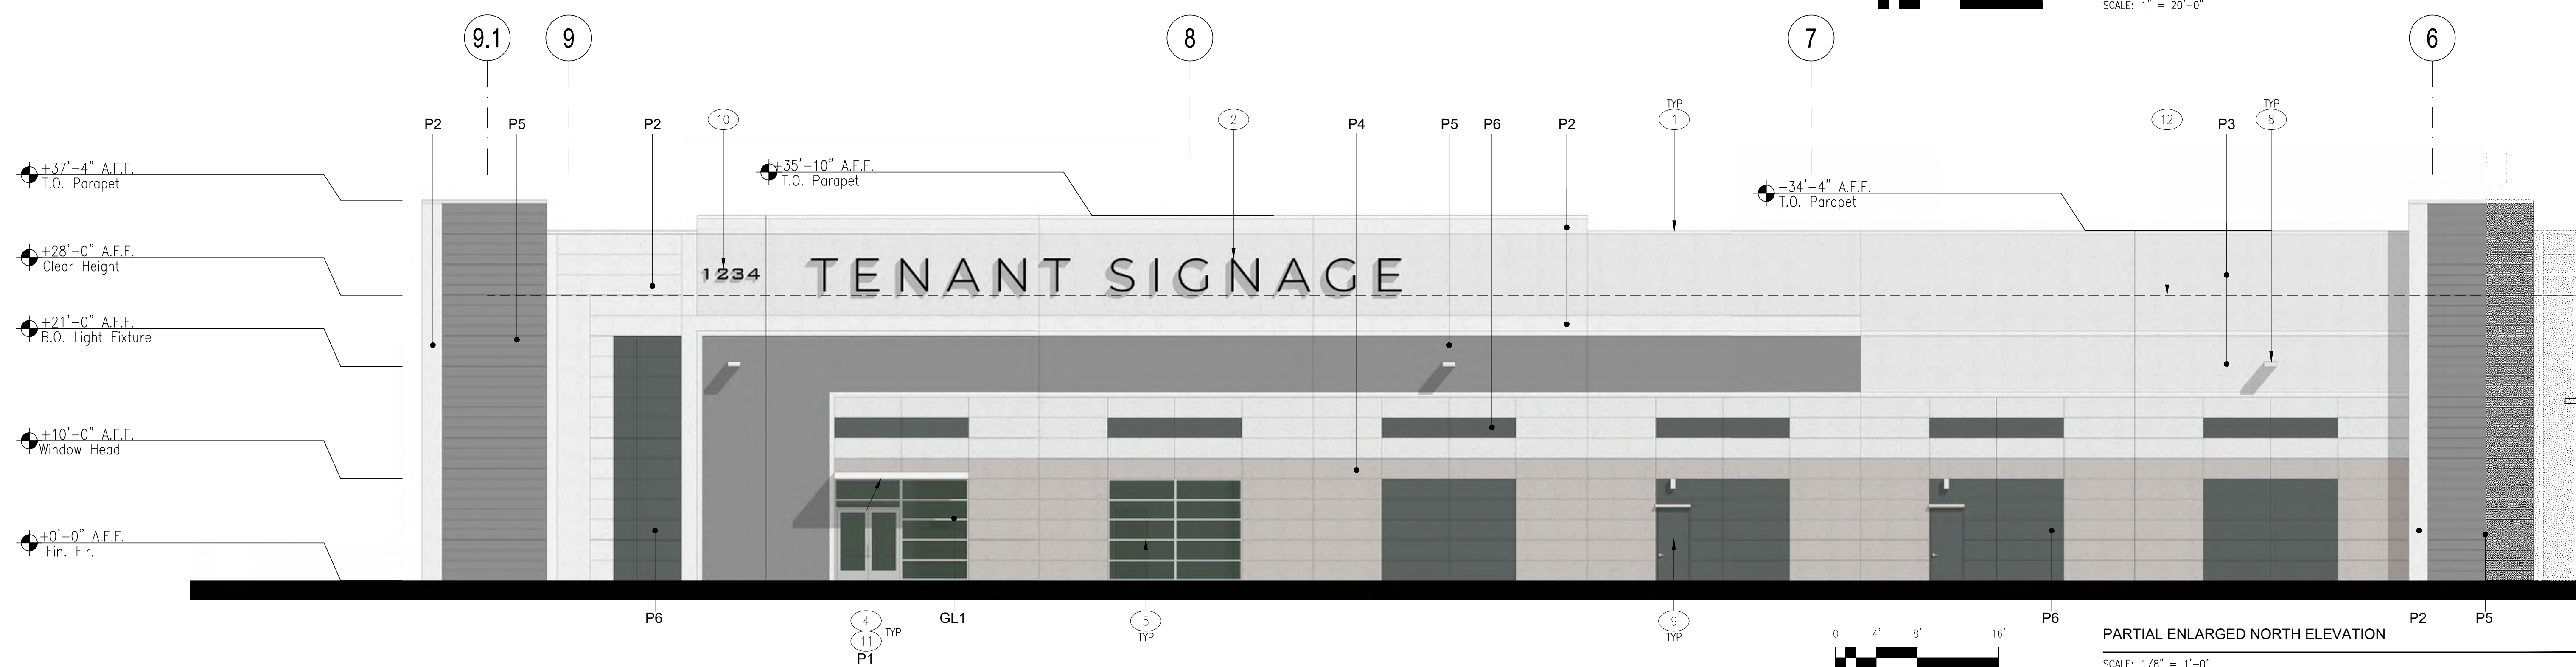 SCALE: 1" = 20'-0"
9.1
9
8
7
6
TYP
TYP
P2
P5
P2
10
2
P4
P5
P6
P2
1
12
P3
8
+37'-4" A.F.F.
T.O. Parapet
+35'-10" A.F.F.
T.O. Parapet
+34'-4" A.F.F.
T.O. Parapet
+28'-0" A.F.F.
Clear Height
1234
TENANT SIGNAGE
+21'-0" A.F.F.
B.O. Light Fixture
+10'-0" A.F.F.
Window Head
+0'-0" A.F.F.
Fin. Flr.
P6
4
GL1
5
9
P6
P2
P5
11
TYP
TYP
TYP
P1
0
4'
8'
16'
PARTIAL ENLARGED NORTH ELEVATION
SCALE: 1/8" = 1'-0"